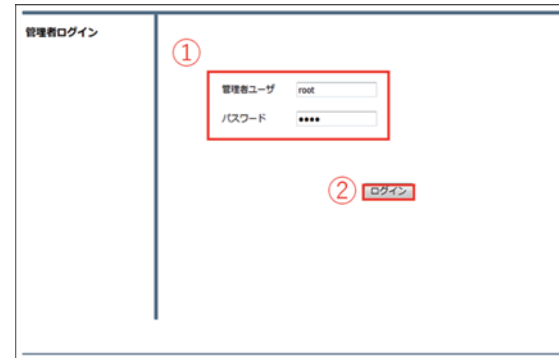 管理者ログイン
①
管理者ユーザ root
パスワード ••••
② ログイン